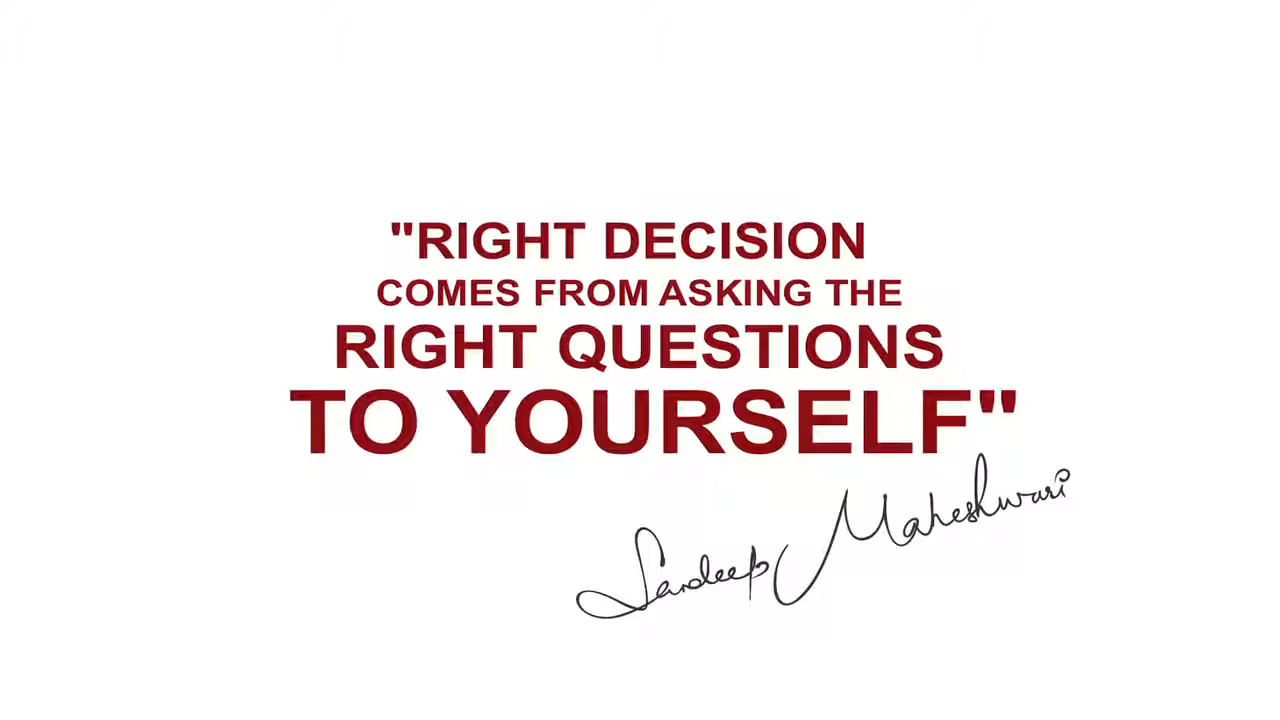 "RIGHT DECISION
COMES FROM ASKING THE
RIGHT QUESTIONS
TO YOURSELF"
Sandeep Maheshwari